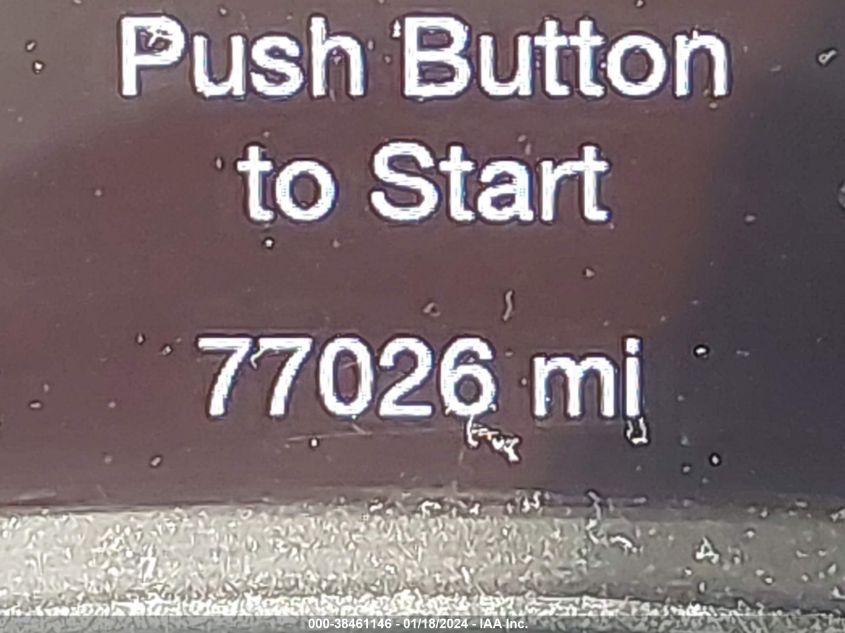 Push Button
to Start
77026 mi
000-38461146 - 01/18/2024 - IAA Inc.